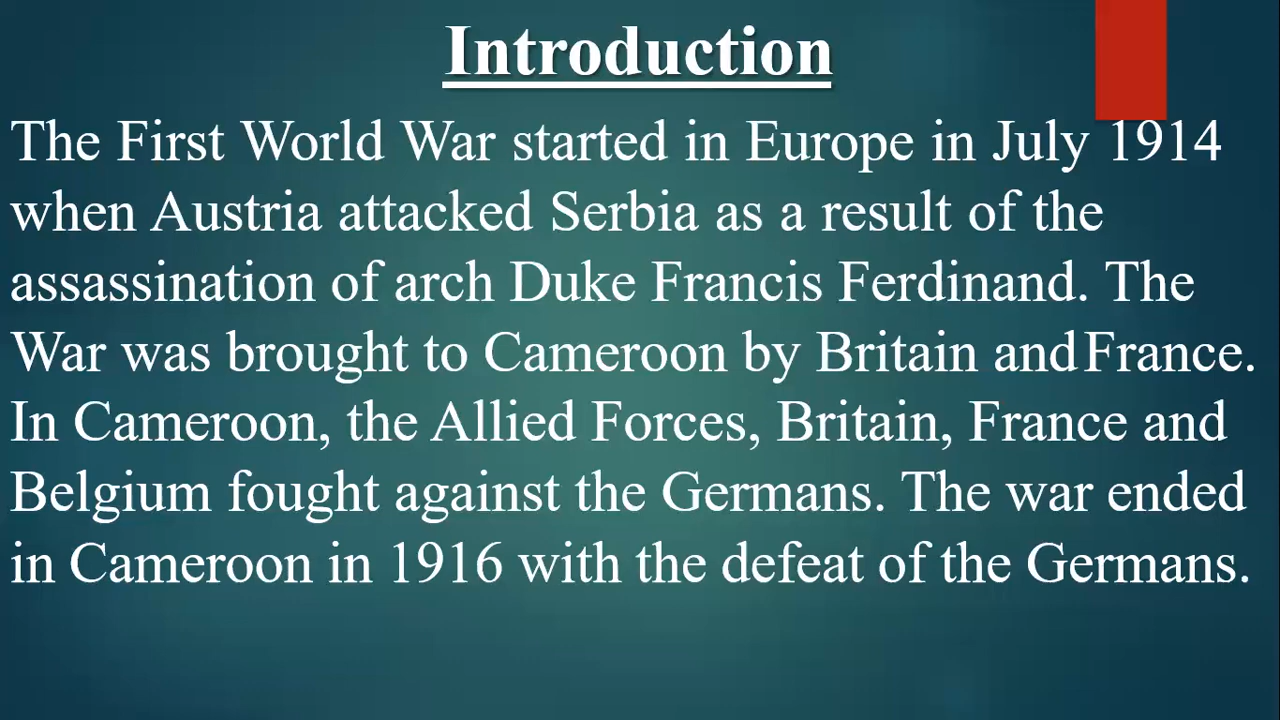 Introduction
The First World War started in Europe in July 1914
when Austria attacked Serbia as a result of the
assassination of arch Duke Francis Ferdinand. The
War was brought to Cameroon by Britain and France.
In Cameroon, the Allied Forces, Britain, France and
Belgium fought against the Germans. The war ended
in Cameroon in 1916 with the defeat of the Germans.